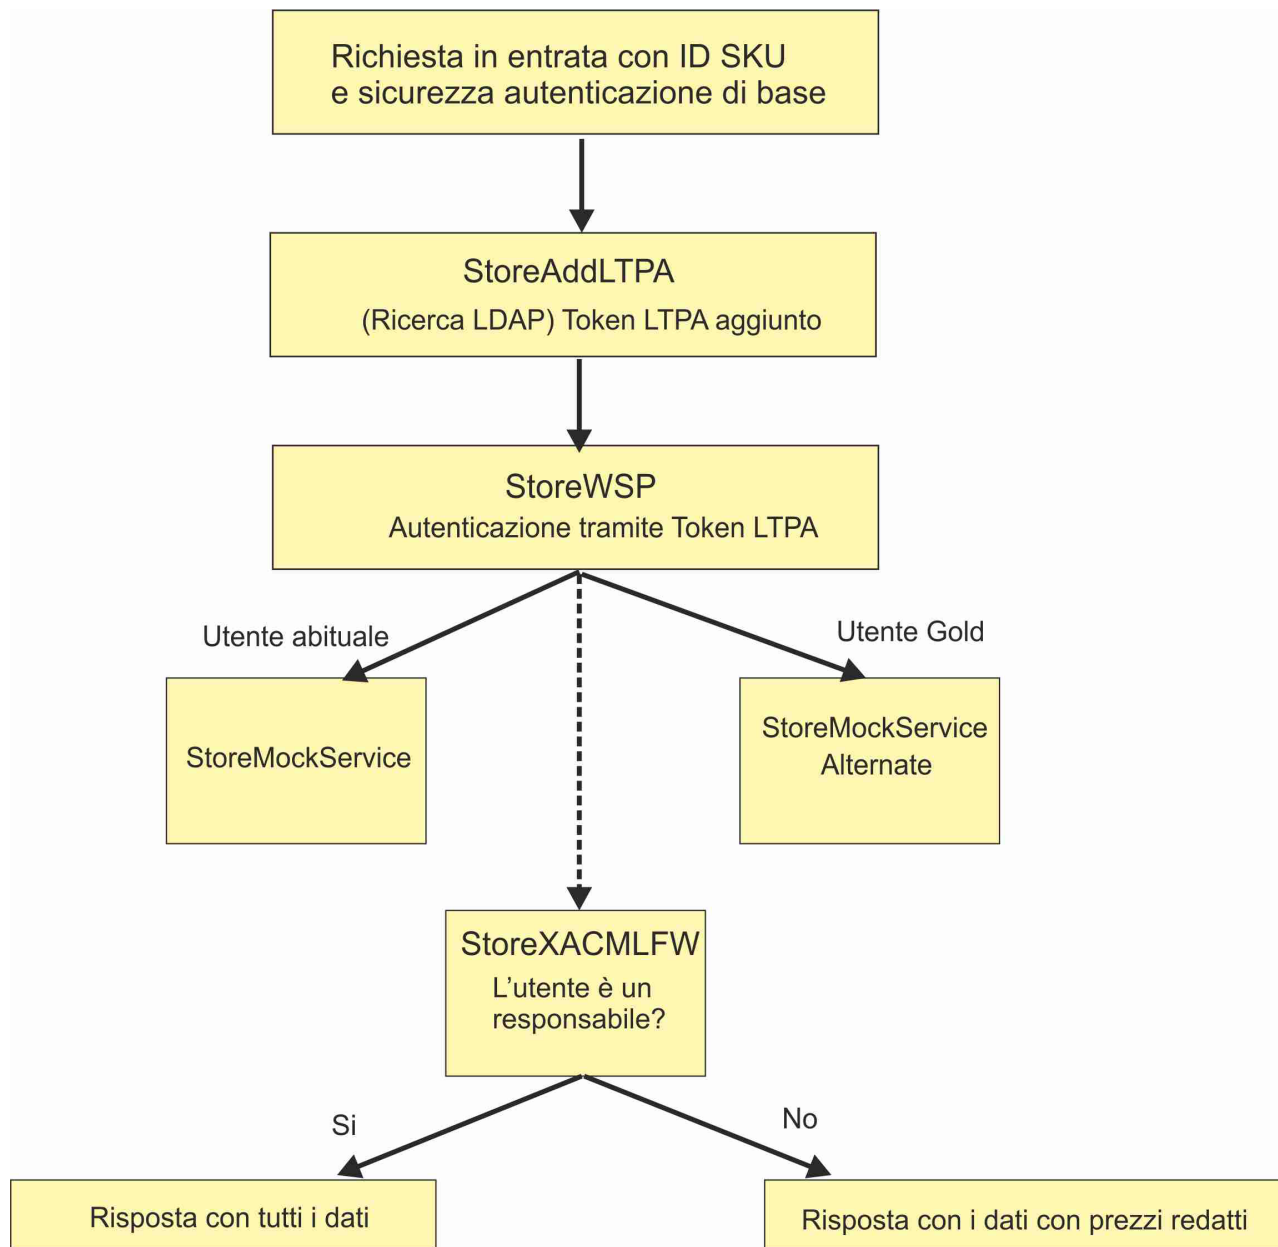 Richiesta in entrata con ID SKU
e sicurezza autenticazione di base
StoreAddLTPA
(Ricerca LDAP) Token LTPA aggiunto
StoreWSP
Autenticazione tramite Token LTPA
Utente abituale
Utente Gold
StoreMockService
StoreMockService
Alternate
StoreXACMLFW
L’utente è un
responsabile?
Si
No
Risposta con tutti i dati
Risposta con i dati con prezzi redatti